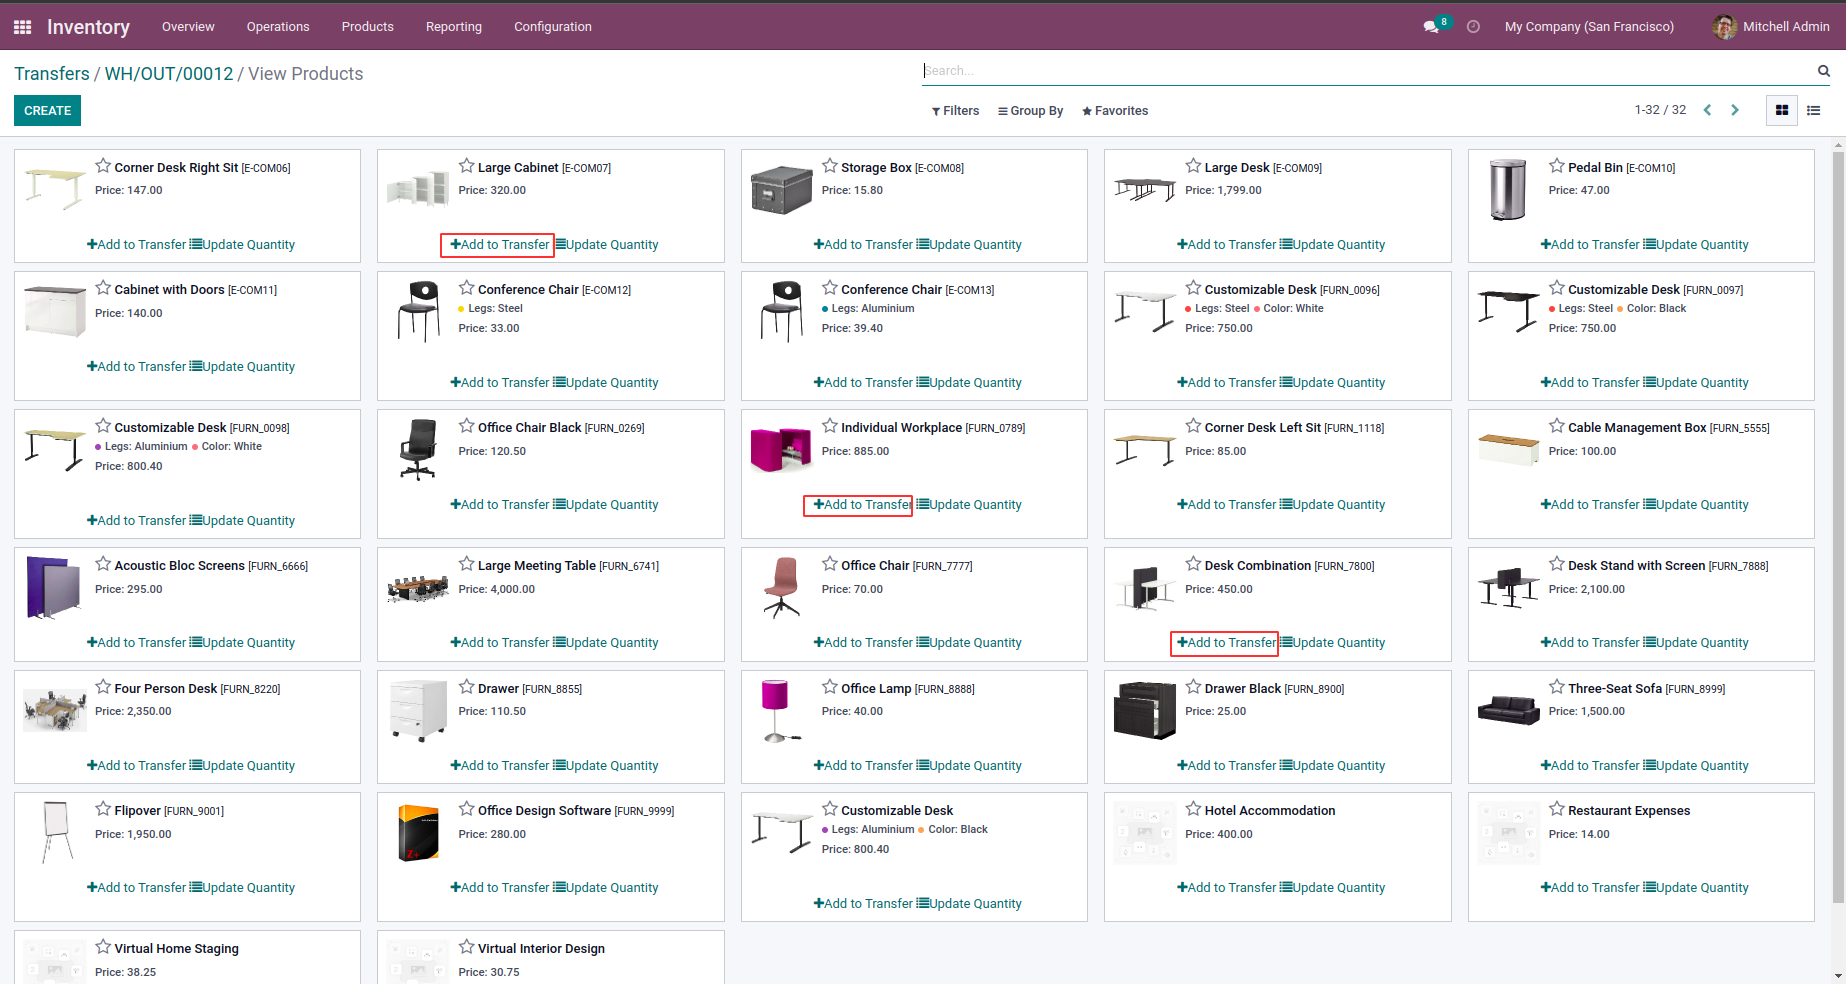 Inventory Overview Operations Products Reporting Configuration 8 My Company (San Francisco) Mitchell Admin
Transfers / WH/OUT/00012 / View Products
Search...
CREATE
Filters Group By Favorites 1-32 / 32
Corner Desk Right Sit [E-COM06]
Price: 147.00
Add to Transfer Update Quantity
Large Cabinet [E-COM07]
Price: 320.00
Add to Transfer Update Quantity
Storage Box [E-COM08]
Price: 15.80
Add to Transfer Update Quantity
Large Desk [E-COM09]
Price: 1,799.00
Add to Transfer Update Quantity
Pedal Bin [E-COM10]
Price: 47.00
Add to Transfer Update Quantity
Cabinet with Doors [E-COM11]
Price: 140.00
Add to Transfer Update Quantity
Conference Chair [E-COM12]
Legs: Steel
Price: 33.00
Add to Transfer Update Quantity
Conference Chair [E-COM13]
Legs: Aluminium
Price: 39.40
Add to Transfer Update Quantity
Customizable Desk [FURN_0096]
Legs: Steel Color: White
Price: 750.00
Add to Transfer Update Quantity
Customizable Desk [FURN_0097]
Legs: Steel Color: Black
Price: 750.00
Add to Transfer Update Quantity
Customizable Desk [FURN_0098]
Legs: Aluminium Color: White
Price: 800.40
Add to Transfer Update Quantity
Office Chair Black [FURN_0269]
Price: 120.50
Add to Transfer Update Quantity
Individual Workplace [FURN_0789]
Price: 885.00
Add to Transfer Update Quantity
Corner Desk Left Sit [FURN_1118]
Price: 85.00
Add to Transfer Update Quantity
Cable Management Box [FURN_5555]
Price: 100.00
Add to Transfer Update Quantity
Acoustic Bloc Screens [FURN_6666]
Price: 295.00
Add to Transfer Update Quantity
Large Meeting Table [FURN_6741]
Price: 4,000.00
Add to Transfer Update Quantity
Office Chair [FURN_7777]
Price: 70.00
Add to Transfer Update Quantity
Desk Combination [FURN_7800]
Price: 450.00
Add to Transfer Update Quantity
Desk Stand with Screen [FURN_7888]
Price: 2,100.00
Add to Transfer Update Quantity
Four Person Desk [FURN_8220]
Price: 2,350.00
Add to Transfer Update Quantity
Drawer [FURN_8855]
Price: 110.50
Add to Transfer Update Quantity
Office Lamp [FURN_8888]
Price: 40.00
Add to Transfer Update Quantity
Drawer Black [FURN_8900]
Price: 25.00
Add to Transfer Update Quantity
Three-Seat Sofa [FURN_8999]
Price: 1,500.00
Add to Transfer Update Quantity
Flipover [FURN_9001]
Price: 1,950.00
Add to Transfer Update Quantity
Office Design Software [FURN_9999]
Price: 280.00
Z+
Add to Transfer Update Quantity
Customizable Desk
Legs: Aluminium Color: Black
Price: 800.40
Add to Transfer Update Quantity
Hotel Accommodation
Price: 400.00
Add to Transfer Update Quantity
Restaurant Expenses
Price: 14.00
Add to Transfer Update Quantity
Virtual Home Staging
Price: 38.25
Virtual Interior Design
Price: 30.75